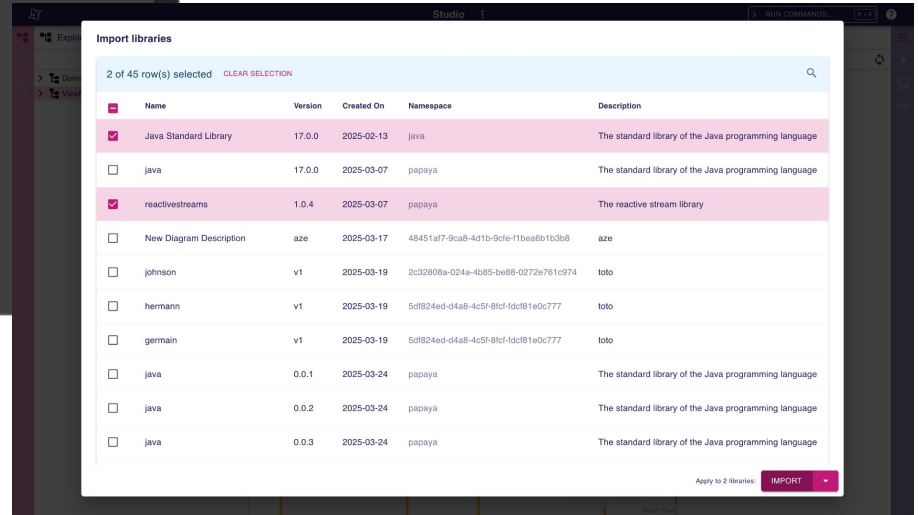 Studio
RUN COMMANDS...
Explo
Import libraries
2 of 45 row(s) selected CLEAR SELECTION
Name Version Created On Namespace Description
Java Standard Library 17.0.0 2025-02-13 java The standard library of the Java programming language
java 17.0.0 2025-03-07 papaya The standard library of the Java programming language
reactivestreams 1.0.4 2025-03-07 papaya The reactive stream library
New Diagram Description aze 2025-03-17 48451af7-9ca8-4d1b-9cfe-f1bea6b1b3b8 aze
johnson v1 2025-03-19 2c32808a-024a-4b85-be88-0272e761c974 toto
hermann v1 2025-03-19 5df824ed-d4a8-4c5f-8fcf-fdcf81e0c777 toto
germain v1 2025-03-19 5df824ed-d4a8-4c5f-8fcf-fdcf81e0c777 toto
java 0.0.1 2025-03-24 papaya The standard library of the Java programming language
java 0.0.2 2025-03-24 papaya The standard library of the Java programming language
java 0.0.3 2025-03-24 papaya The standard library of the Java programming language
Apply to 2 libraries: IMPORT